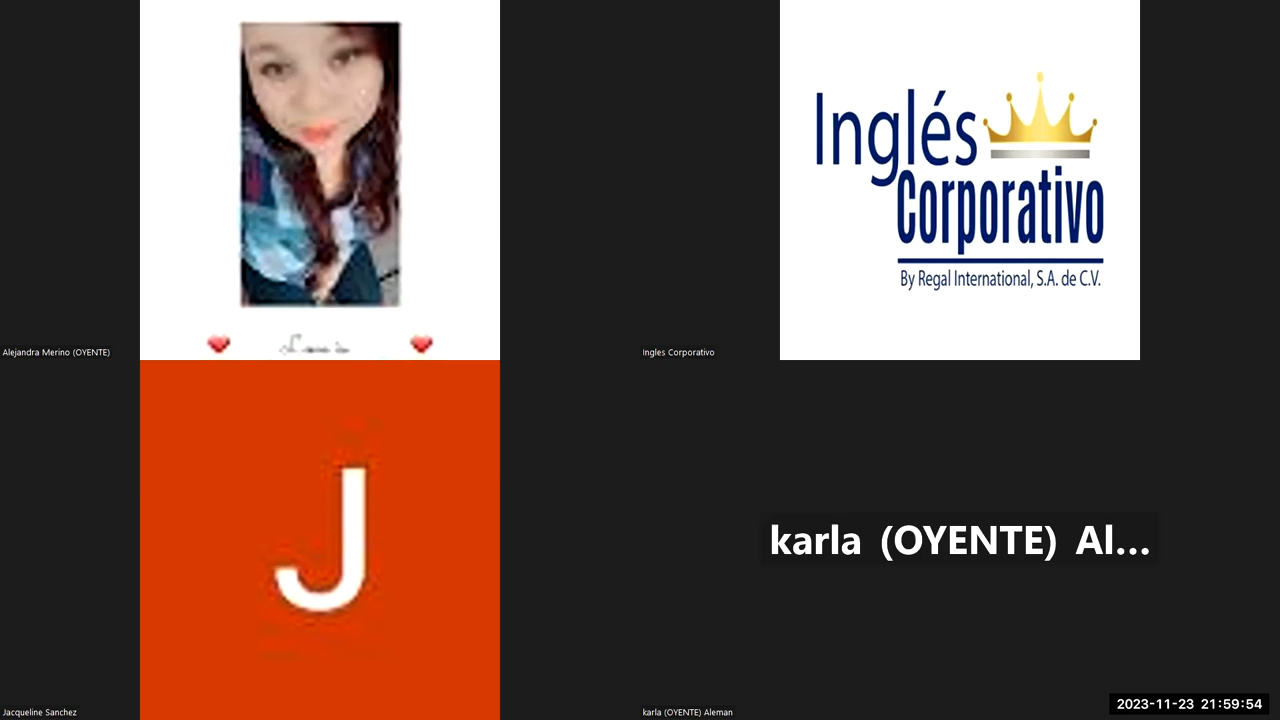 Alejandra Merino (OYENTE)
Inglés
Corporativo
By Regal International, S.A. de C.V.
Ingles Corporativo
J
Jacqueline Sanchez
karla (OYENTE) Al...
karla (OYENTE) Aleman
2023-11-23 21:59:54